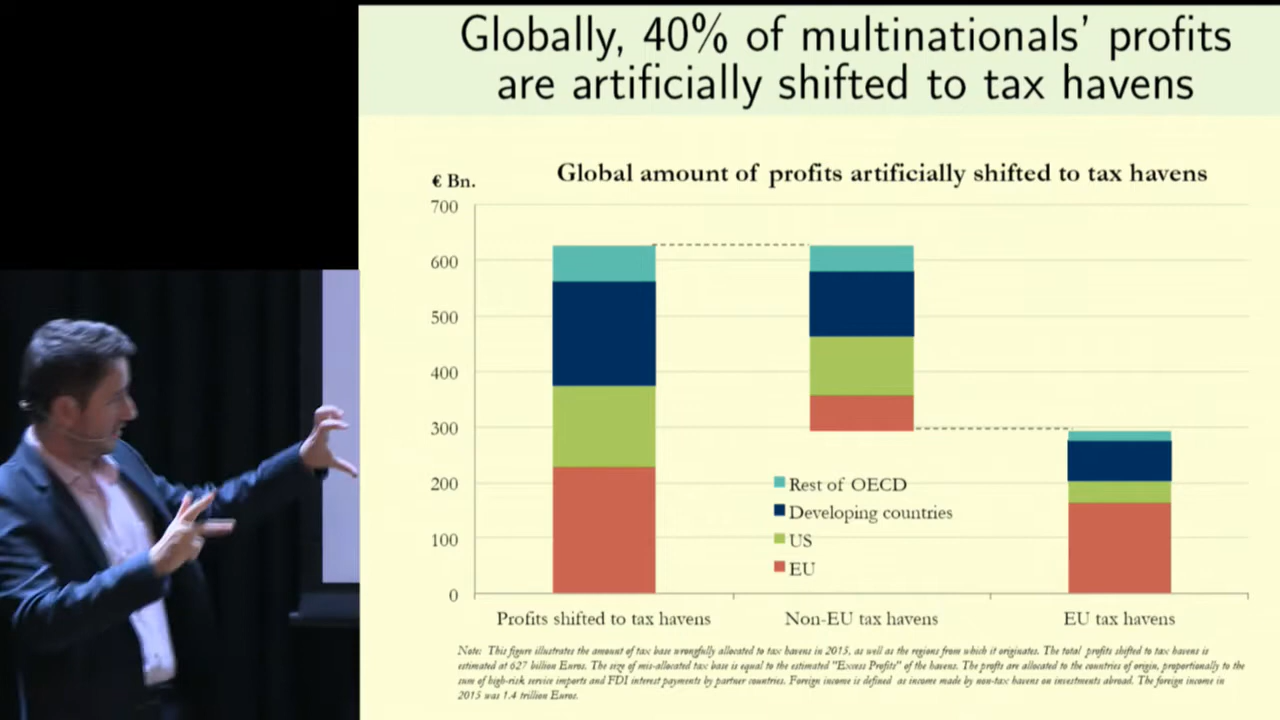 Globally, 40% of multinationals' profits
are artificially shifted to tax havens
Global amount of profits artificially shifted to tax havens
€ Bn.
700
600
500
400
300
200
100
0
Rest of OECD
Developing countries
US
EU
Profits shifted to tax havens
Non-EU tax havens
EU tax havens
Note: This figure illustrates the amount of tax base wrongfully allocated to tax havens in 2015, as well as the regions from which it originates. The total profits shifted to tax havens is
estimated at 627 billion Euros. The size of mis-allocated tax base is equal to the estimated "Excess Profits" of the havens. The profits are allocated to the countries of origin, proportionally to the
sum of high-risk service imports and FDI interest payments by partner countries. Foreign income is defined as income made by non-tax havens on investments abroad. The foreign income in
2015 was 1.4 trillion Euros.